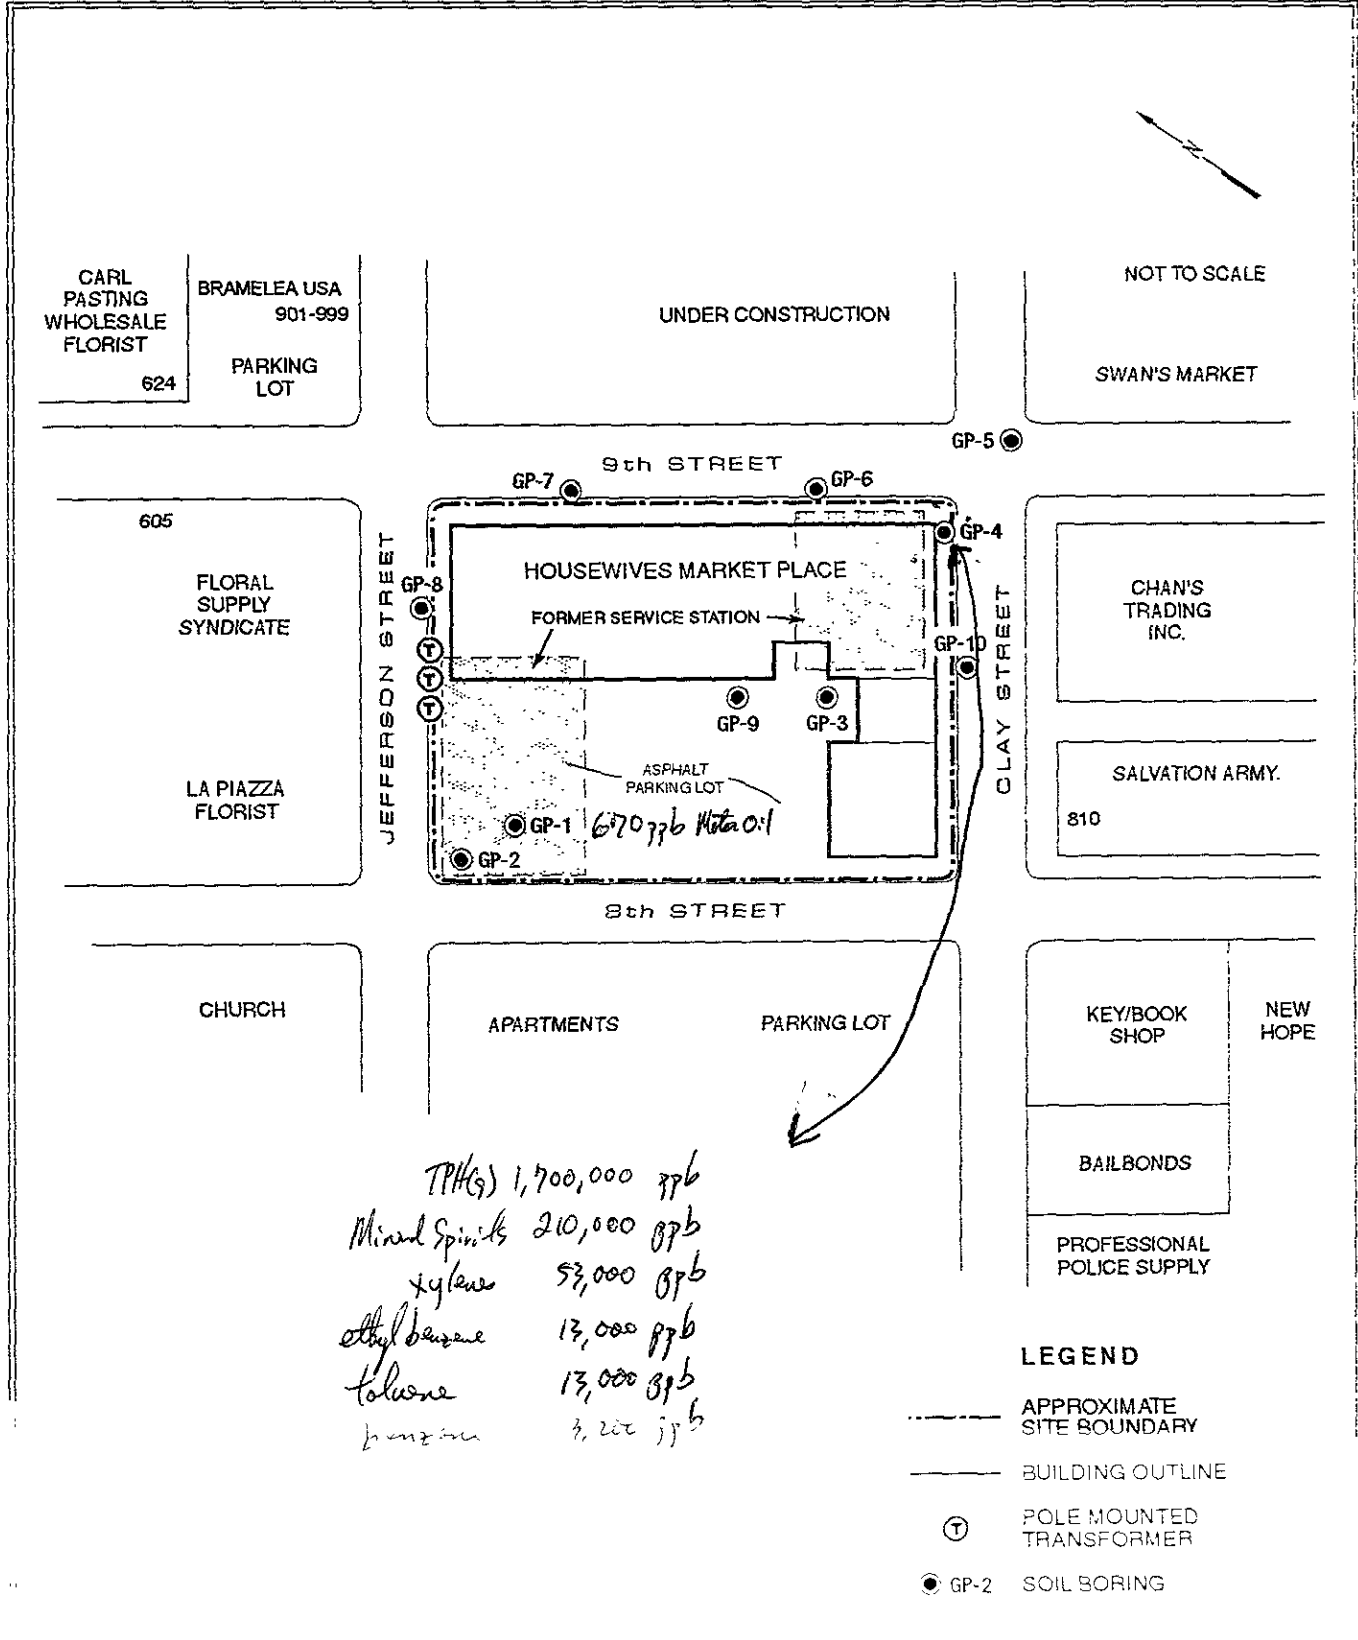 N
NOT TO SCALE
CARL
PASTING
WHOLESALE
FLORIST
624
BRAMELEA USA
901-999
PARKING
LOT
UNDER CONSTRUCTION
SWAN'S MARKET
GP-5
9th STREET
GP-7
GP-6
605
GP-4
FLORAL
SUPPLY
SYNDICATE
JEFFERSON STREET
GP-8
HOUSEWIVES MARKET PLACE
FORMER SERVICE STATION
CLAY STREET
CHAN'S
TRADING
INC.
GP-10
T
T
T
GP-9
GP-3
LA PIAZZA
FLORIST
ASPHALT
PARKING LOT
SALVATION ARMY.
810
GP-1
ppb Motor Oil
GP-2
8th STREET
CHURCH
APARTMENTS
PARKING LOT
KEY/BOOK
SHOP
NEW
HOPE
BAILBONDS
PROFESSIONAL
POLICE SUPPLY
TPH(g) 1,700,000 ppb
Mineral Spirits 210,000 ppb
xylenes 53,000 ppb
ethylbenzene 13,000 ppb
toluene 13,000 ppb
ppb
LEGEND
APPROXIMATE
SITE BOUNDARY
BUILDING OUTLINE
T POLE MOUNTED
TRANSFORMER
GP-2 SOIL BORING